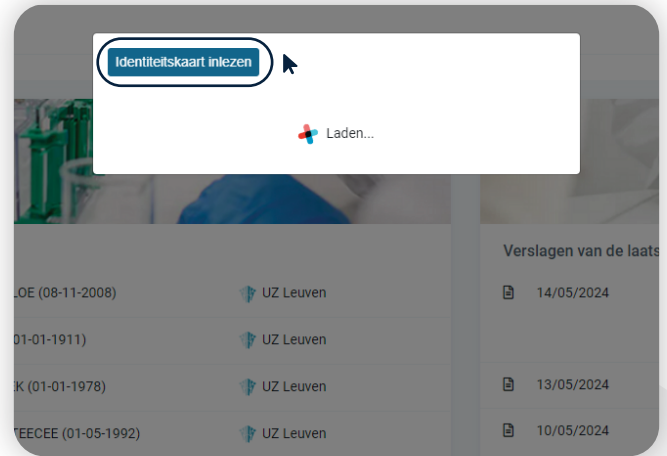 Identiteitskaart inlezen
Laden...
Verslagen van de laats
LOE (08-11-2008)
UZ Leuven
14/05/2024
01-01-1911)
UZ Leuven
EK (01-01-1978)
UZ Leuven
13/05/2024
TEECEE (01-05-1992)
UZ Leuven
10/05/2024